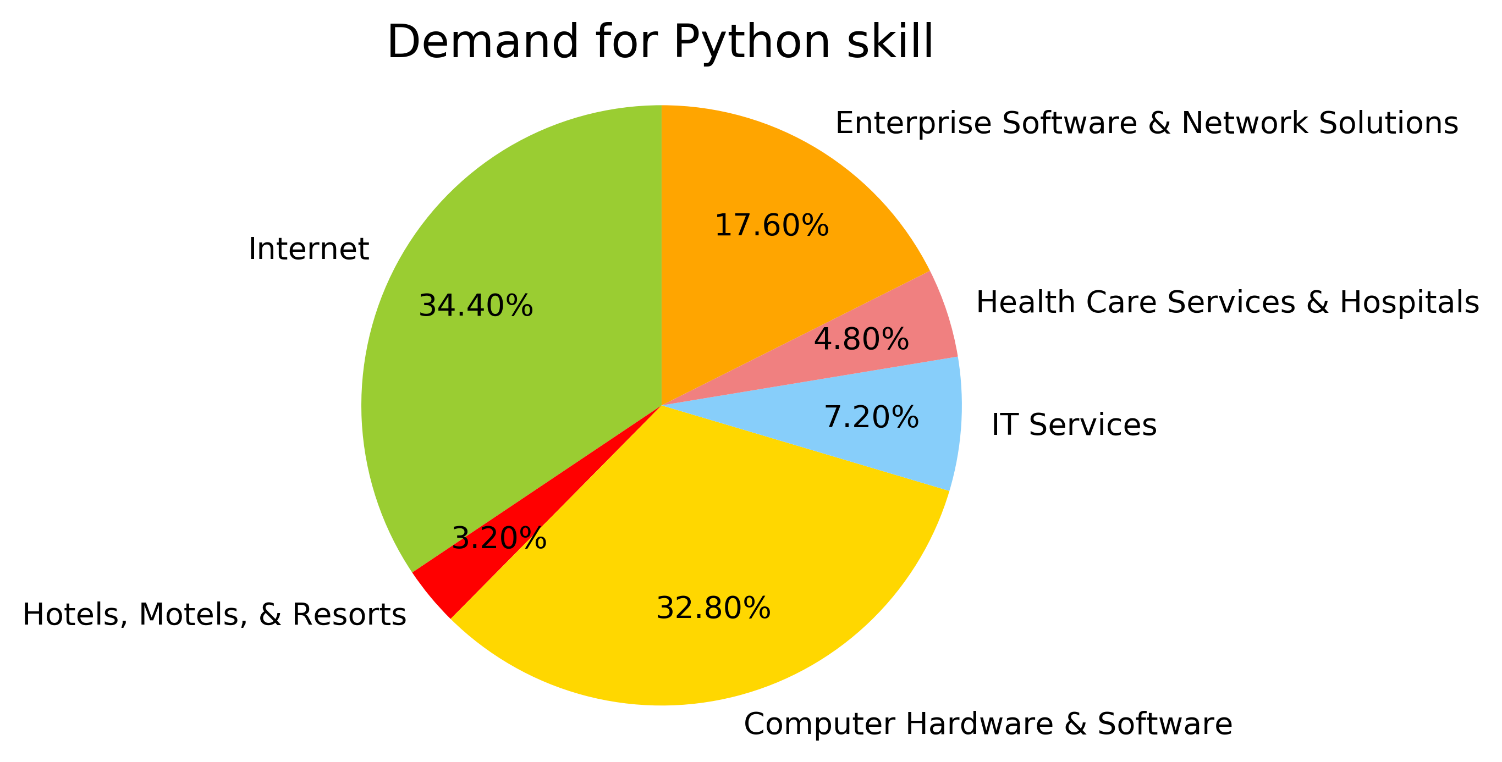 Demand for Python skill
Enterprise Software & Network Solutions
17.60%
Internet
Health Care Services & Hospitals
34.40%
4.80%
7.20%
IT Services
3.20%
Hotels, Motels, & Resorts
32.80%
Computer Hardware & Software